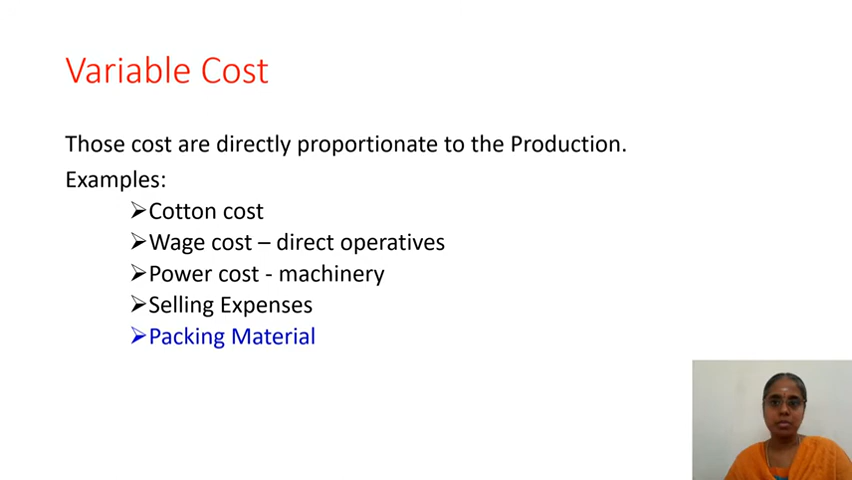 Variable Cost
Those cost are directly proportionate to the Production.
Examples:
➢Cotton cost
➢Wage cost – direct operatives
➢Power cost - machinery
➢Selling Expenses
➢Packing Material